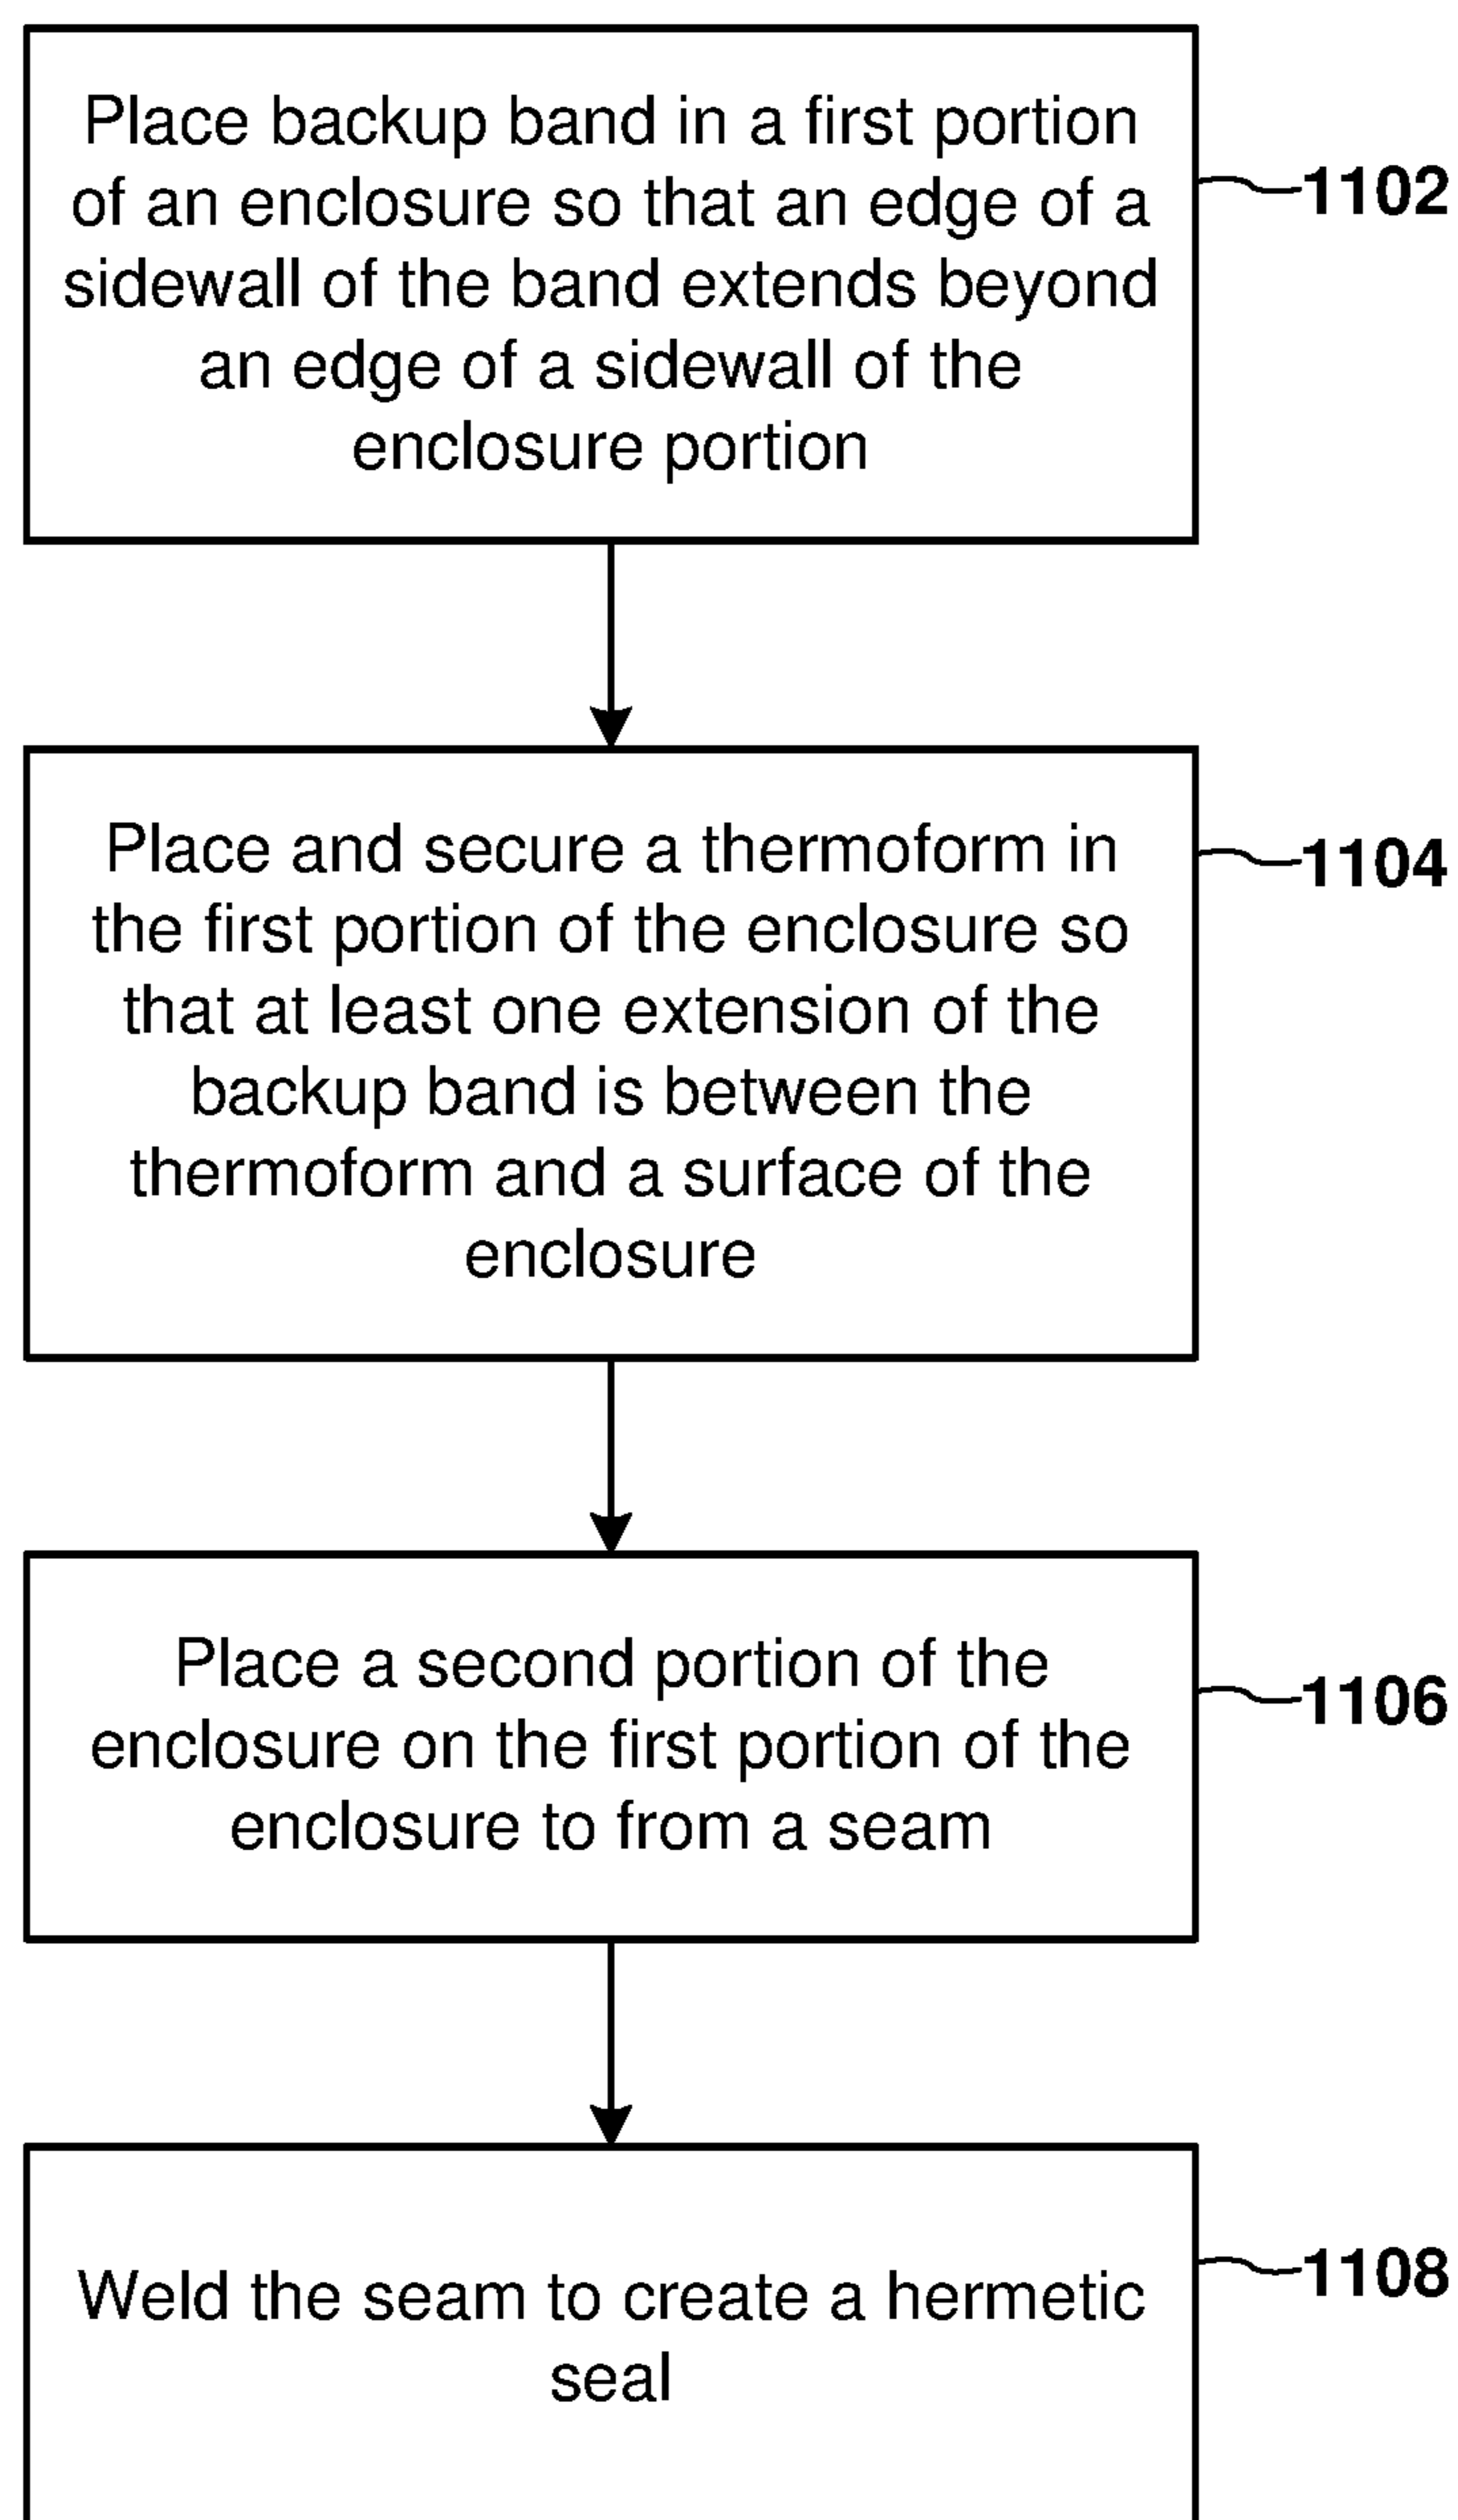 Place backup band in a first portion
of an enclosure so that an edge of a
sidewall of the band extends beyond
an edge of a sidewall of the
enclosure portion
1102
Place and secure a thermoform in
the first portion of the enclosure so
that at least one extension of the
backup band is between the
thermoform and a surface of the
enclosure
1104
Place a second portion of the
enclosure on the first portion of the
enclosure to from a seam
1106
Weld the seam to create a hermetic
seal
1108